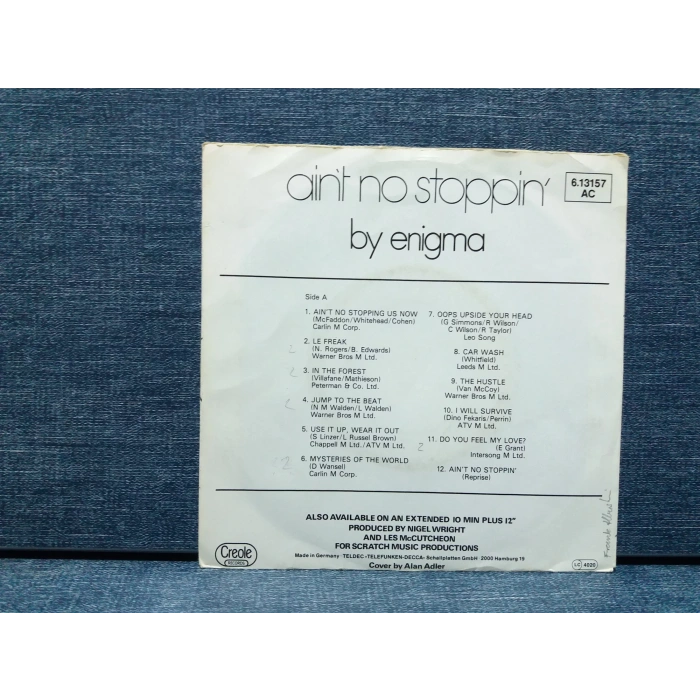 ain't no stoppin'
6.13157
AC
by enigma
Side A
1. AIN'T NO STOPPING US NOW
(McFaddon/Whitehead/Cohen)
Carlin M Corp.
2. LE FREAK
(N. Rogers/B. Edwards)
Warner Bros M Ltd.
2
3. IN THE FOREST
(Villafane/Mathieson)
Peterman & Co. Ltd.
4. JUMP TO THE BEAT
(N M Walden/L Walden)
Warner Bros M Ltd.
5. USE IT UP, WEAR IT OUT
(S Linzer/L Russel Brown)
Chappell M Ltd./ATV M Ltd.
6. MYSTERIES OF THE WORLD
(D Wansel)
Carlin M Corp.
2
7. OOPS UPSIDE YOUR HEAD
(G Simmons/R Wilson/
C Wilson/R Taylor)
Leo Song
8. CAR WASH
(Whitfield)
Leeds M Ltd.
9. THE HUSTLE
(Van McCoy)
Warner Bros M Ltd.
10. I WILL SURVIVE
(Dino Fekaris/Perrin)
ATV M Ltd.
11. DO YOU FEEL MY LOVE?
(E Grant)
Intersong M Ltd.
2
12. AIN'T NO STOPPIN'
(Reprise)
ALSO AVAILABLE ON AN EXTENDED 10 MIN PLUS 12"
PRODUCED BY NIGEL WRIGHT
AND LES McCUTCHEON
FOR SCRATCH MUSIC PRODUCTIONS
Made in Germany TELDEC »TELEFUNKEN-DECCA« Schallplatten GmbH 2000 Hamburg 19
Cover by Alan Adler
Creole
RECORDS
LC 4020